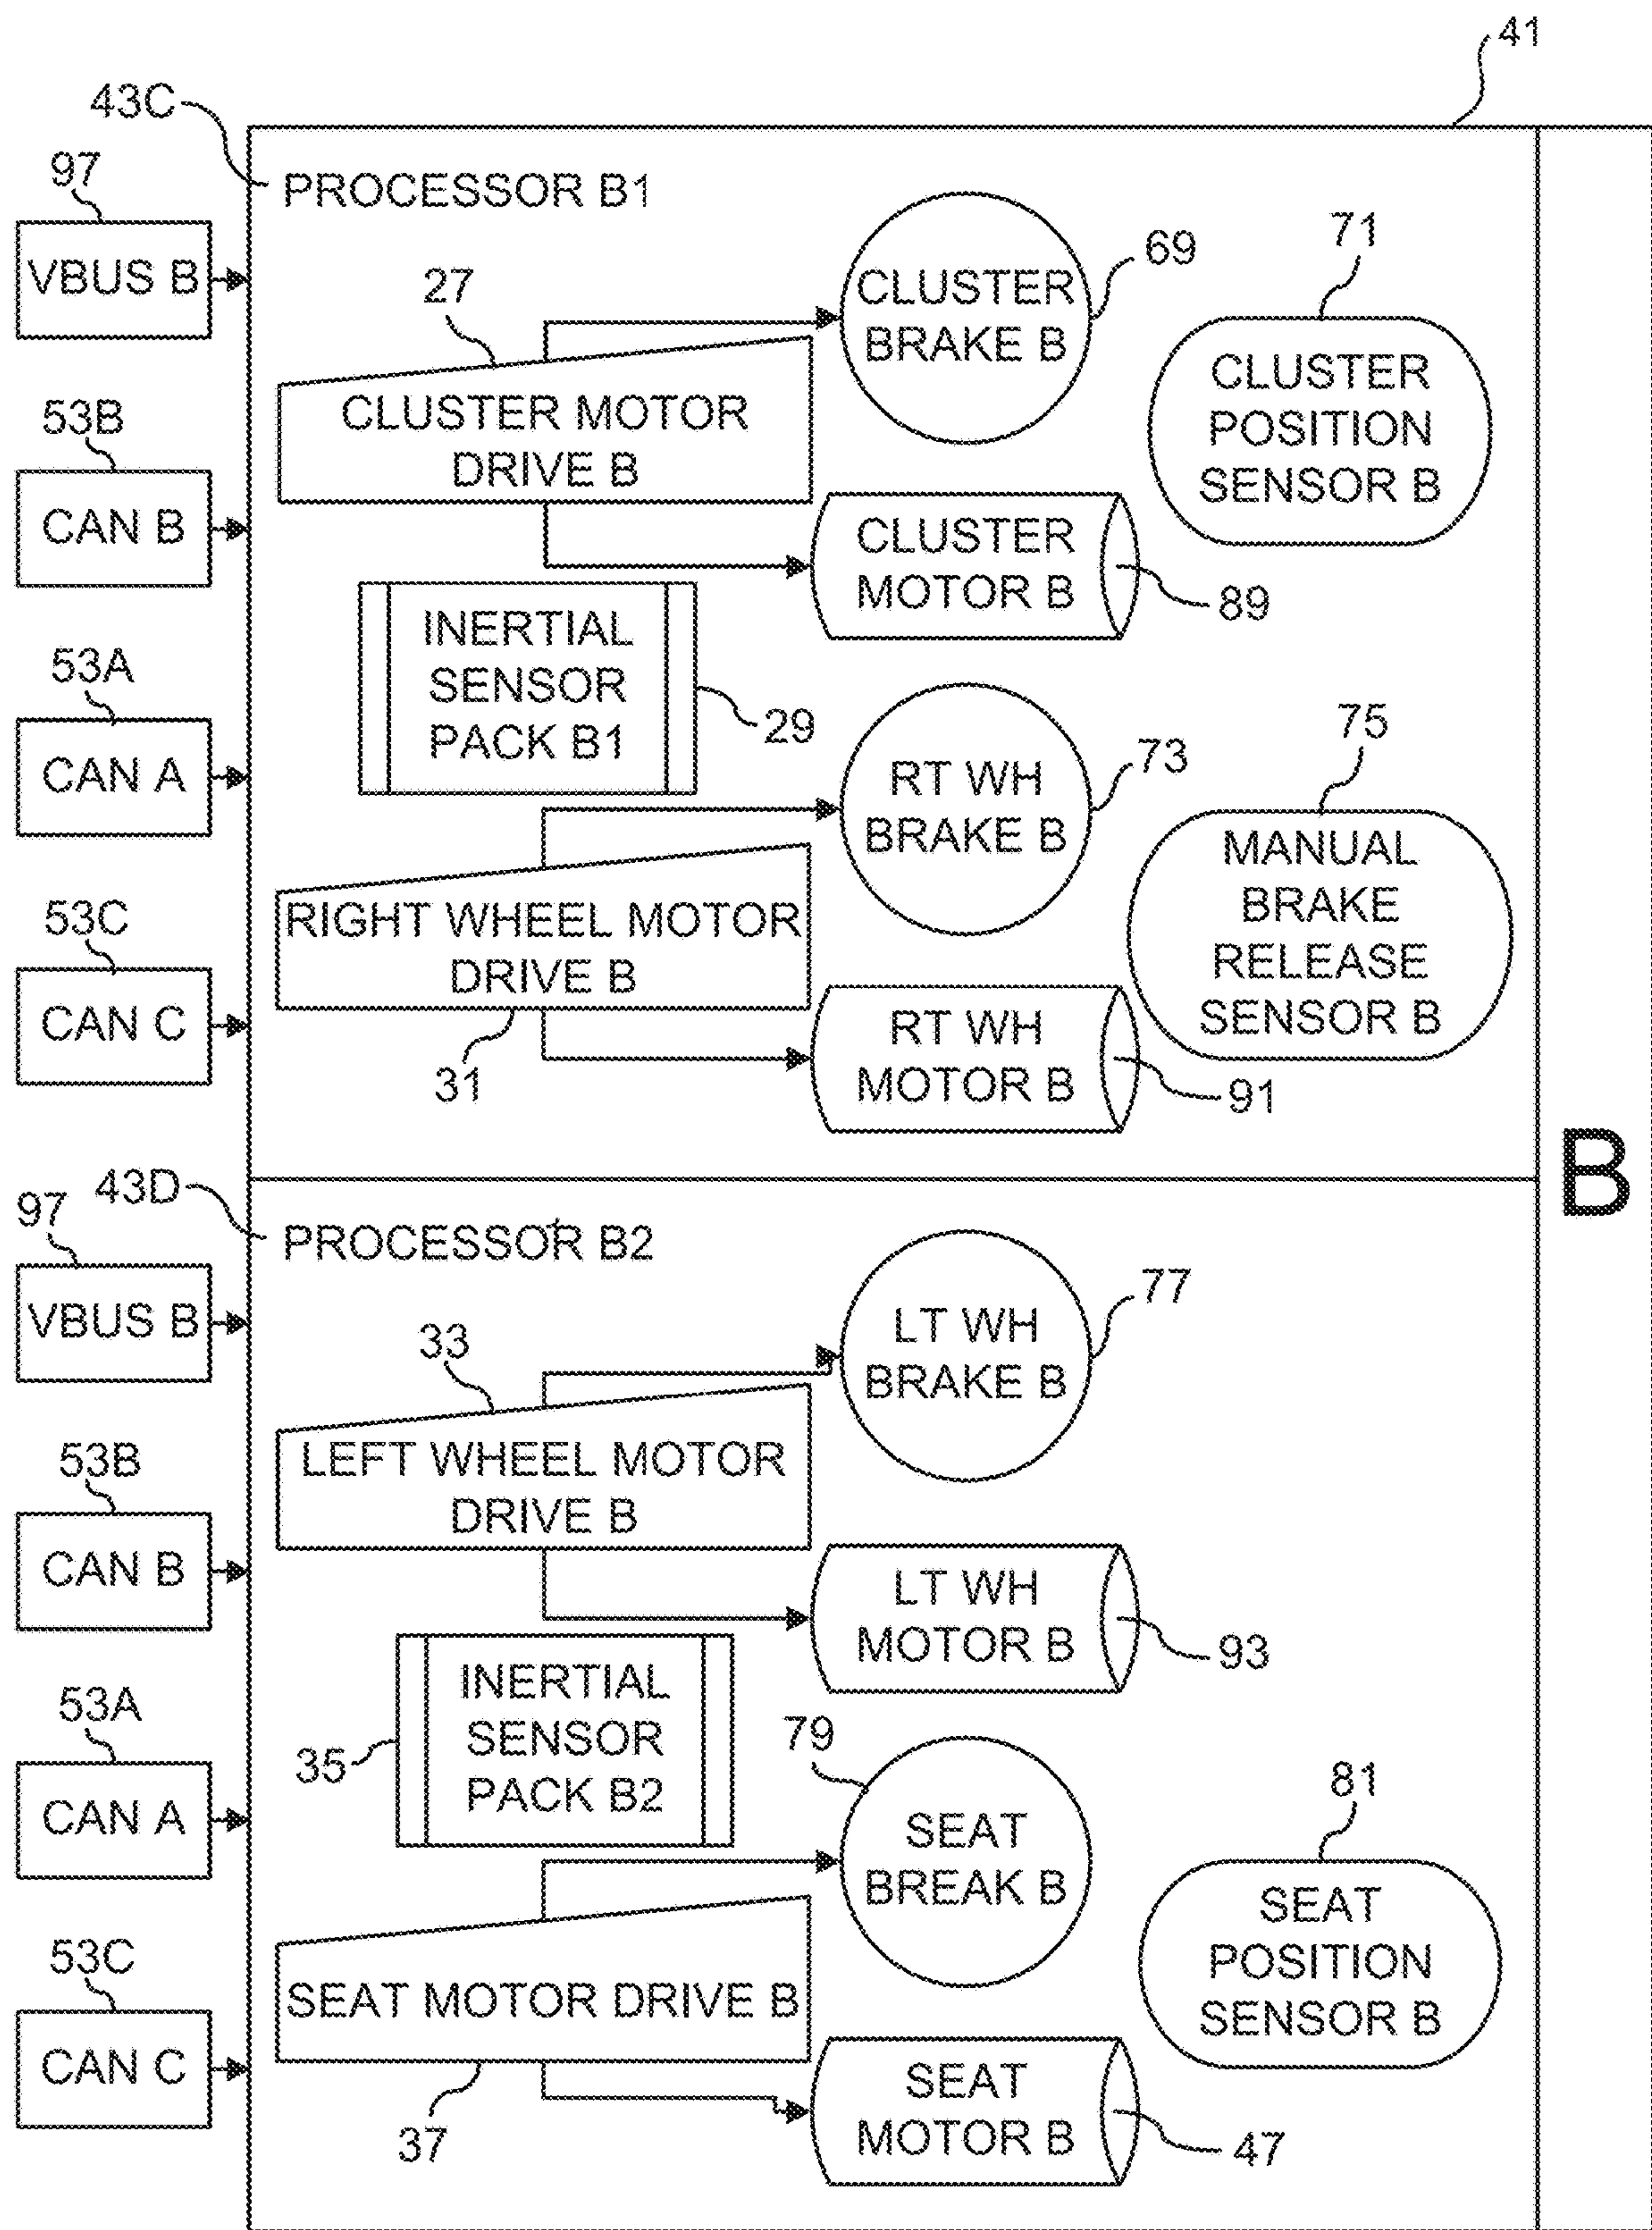 41
43C
97
PROCESSOR B1
VBUS B
27
CLUSTER
BRAKE B
69
71
CLUSTER MOTOR
DRIVE B
CLUSTER
POSITION
SENSOR B
53B
CAN B
CLUSTER
MOTOR B
89
INERTIAL
SENSOR
PACK B1
29
53A
CAN A
RT WH
BRAKE B
73
75
MANUAL
BRAKE
RELEASE
SENSOR B
RIGHT WHEEL MOTOR
DRIVE B
31
53C
CAN C
RT WH
MOTOR B
91
B
43D
97
PROCESSOR B2
VBUS B
33
LT WH
BRAKE B
77
LEFT WHEEL MOTOR
DRIVE B
53B
CAN B
LT WH
MOTOR B
93
INERTIAL
SENSOR
PACK B2
35
53A
CAN A
79
SEAT
BREAK B
81
SEAT
POSITION
SENSOR B
SEAT MOTOR DRIVE B
37
53C
CAN C
SEAT
MOTOR B
47